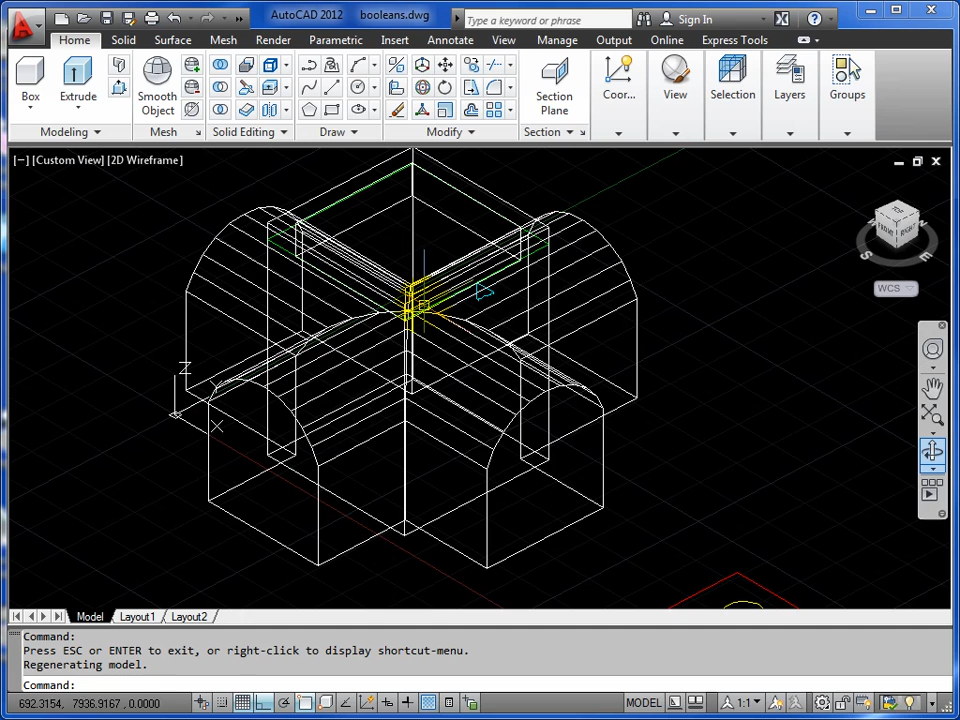 AutoCAD 2012 booleans.dwg
Type a keyword or phrase
Sign In
Home Solid Surface Mesh Render Parametric Insert Annotate View Manage Output Online Express Tools
Box
Extrude
Smooth
Object
Section
Plane
Coor...
View
Selection
Layers
Groups
Modeling
Mesh
Solid Editing
Draw
Modify
Section
[−] [Custom View] [2D Wireframe]
TOP
FRONT
RIGHT
S
E
WCS
Z
X
Model Layout1 Layout2
Command:
Press ESC or ENTER to exit, or right-click to display shortcut-menu.
Regenerating model.
Command:
692.3154, 7936.9167, 0.0000
MODEL
1:1